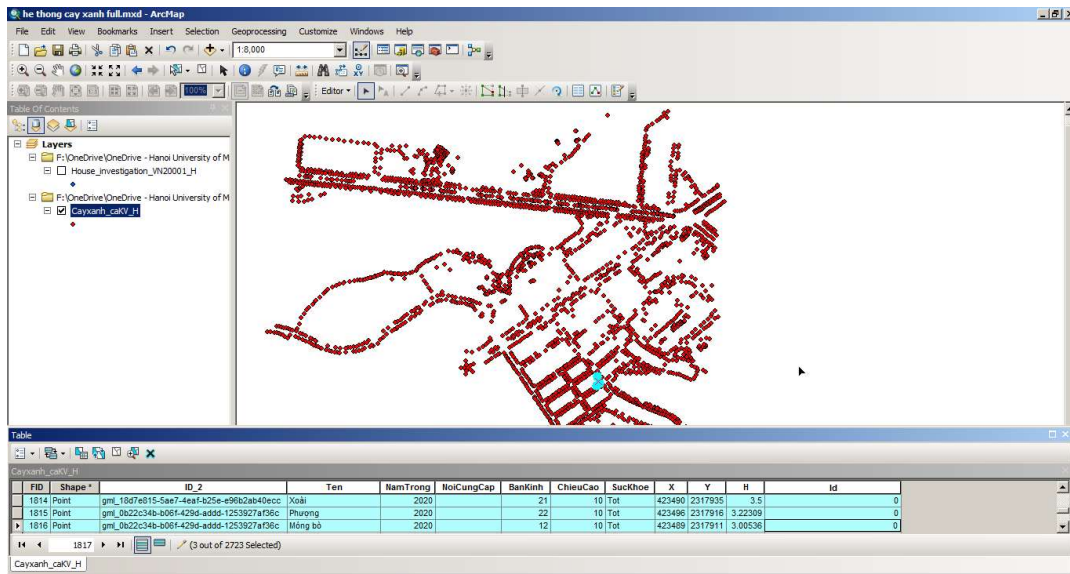 he thong cay xanh full.mxd - ArcMap
File Edit View Bookmarks Insert Selection Geoprocessing Customize Windows Help
1:8,000
100% Editor
Table Of Contents
Layers
F:\OneDrive\OneDrive - Hanoi University of M
House_investigation_VN20001_H
F:\OneDrive\OneDrive - Hanoi University of M
Cayxanh_caKV_H
Table
Cayxanh_caKV_H
FID Shape * ID_2 Ten NamTrong NoiCungCap BanKinh ChieuCao SucKhoe X Y H Id
1814 Point gml_18d7e815-5ae7-4eaf-b25e-e96b2ab40ecc Xoài 2020 21 10 Tot 423490 2317935 3.5 0
1815 Point gml_0b22c34b-b06f-429d-addd-1253927af36c Phượng 2020 22 10 Tot 423496 2317916 3.22309 0
1816 Point gml_0b22c34b-b06f-429d-addd-1253927af36c Móng bò 2020 12 10 Tot 423489 2317911 3.00536 0
1817 (3 out of 2723 Selected)
Cayxanh_caKV_H